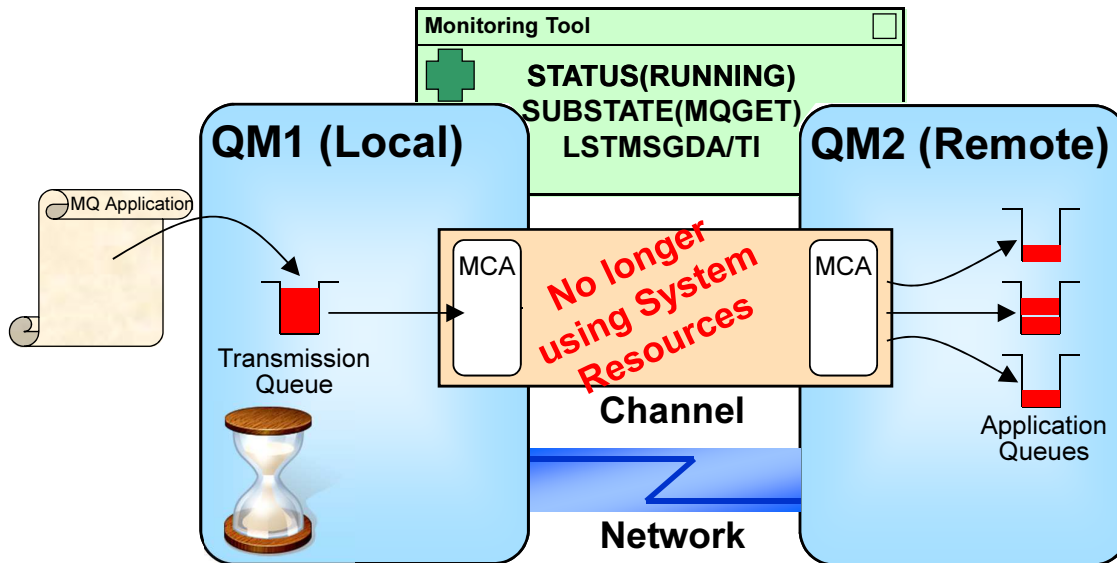 Monitoring Tool
STATUS(RUNNING)
SUBSTATE(MQGET)
LSTMSGDA/TI
QM1 (Local)
QM2 (Remote)
MQ Application
MCA
No longer
using System
Resources
MCA
Transmission
Queue
Channel
Application
Queues
Network